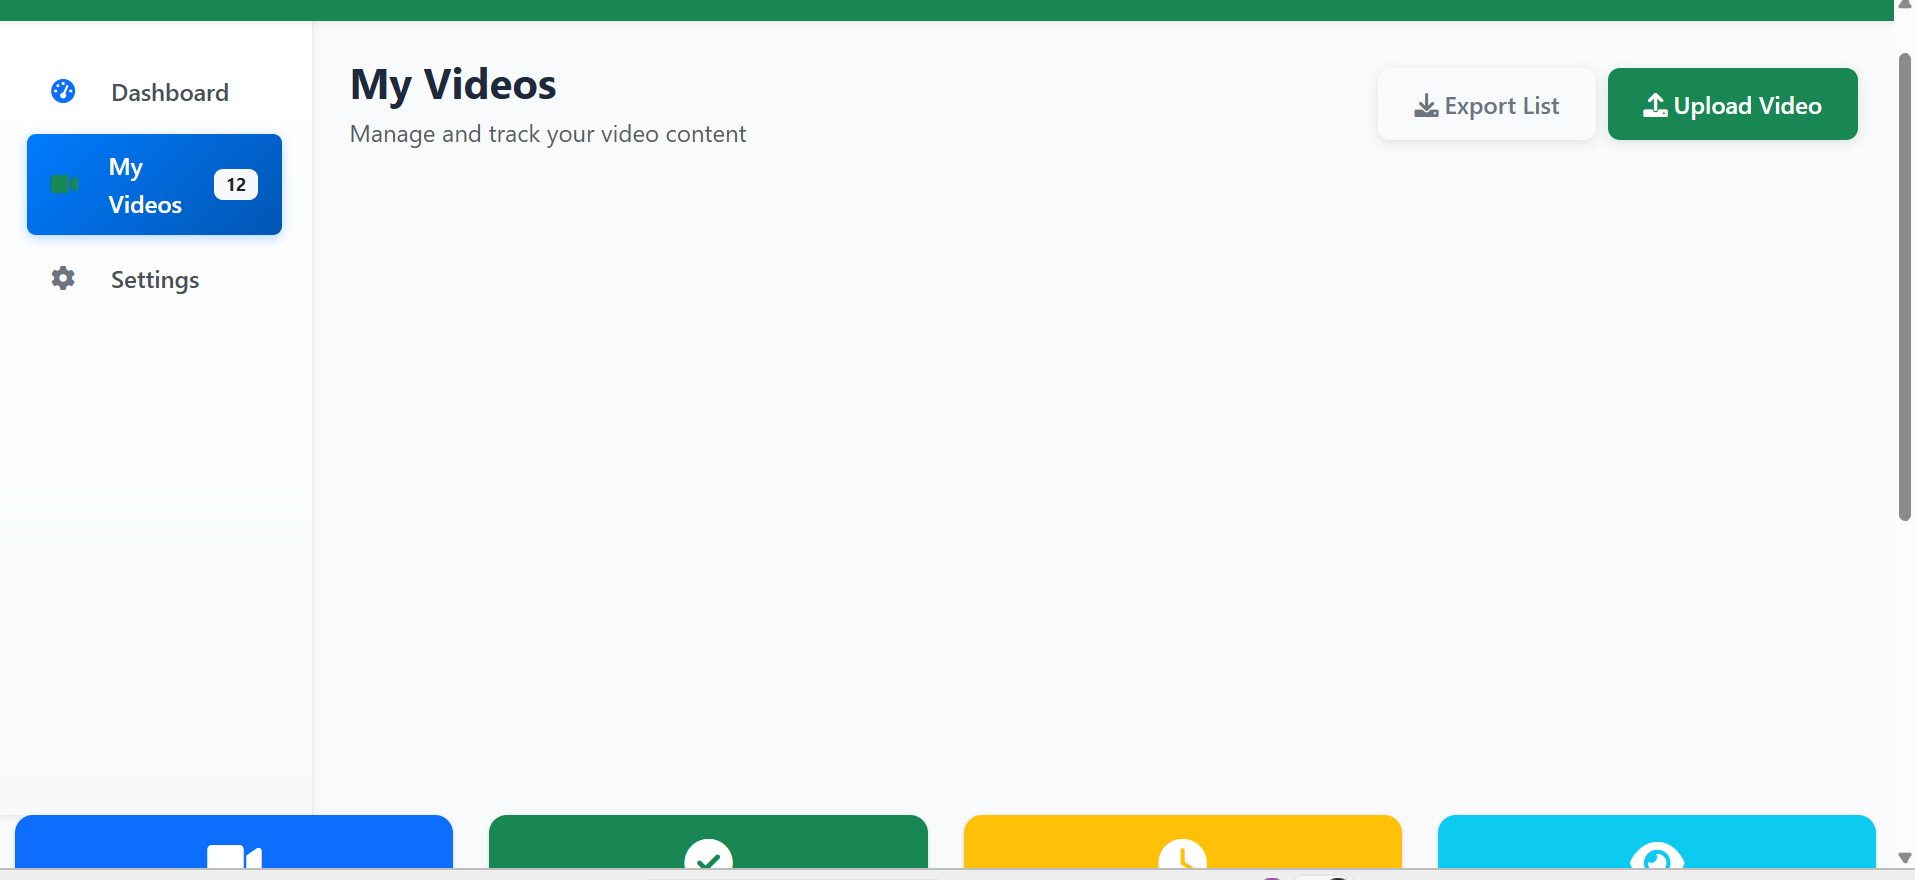 Dashboard
My
Videos
12
Settings
My Videos
Manage and track your video content
Export List
Upload Video